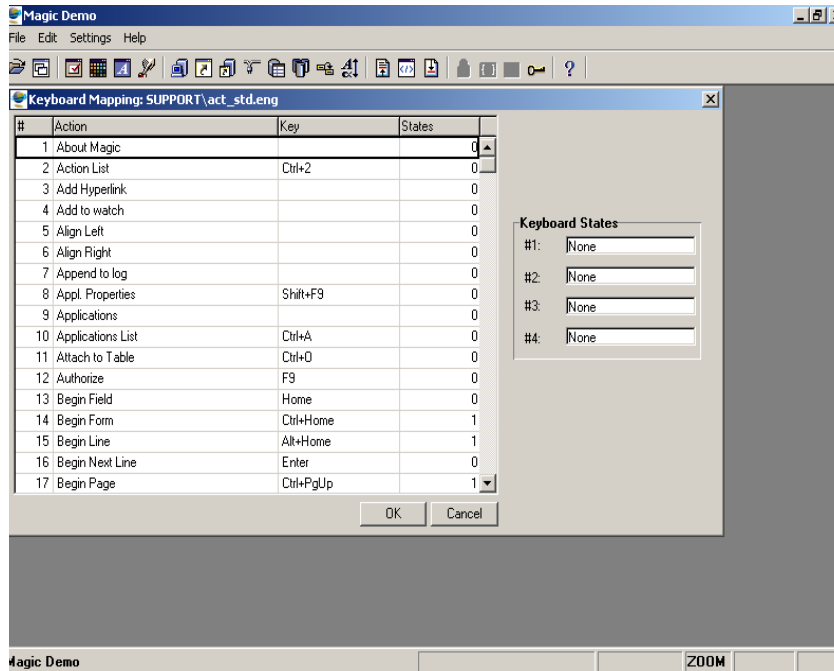 Magic Demo
File Edit Settings Help
Keyboard Mapping: SUPPORT\act_std.eng
# Action Key States
1 About Magic 0
2 Action List Ctrl+2 0
3 Add Hyperlink 0
4 Add to watch 0
5 Align Left 0
6 Align Right 0
7 Append to log 0
8 Appl. Properties Shift+F9 0
9 Applications 0
10 Applications List Ctrl+A 0
11 Attach to Table Ctrl+O 0
12 Authorize F9 0
13 Begin Field Home 0
14 Begin Form Ctrl+Home 1
15 Begin Line Alt+Home 1
16 Begin Next Line Enter 0
17 Begin Page Ctrl+PgUp 1
Keyboard States
#1: None
#2: None
#3: None
#4: None
OK Cancel
Magic Demo ZOOM